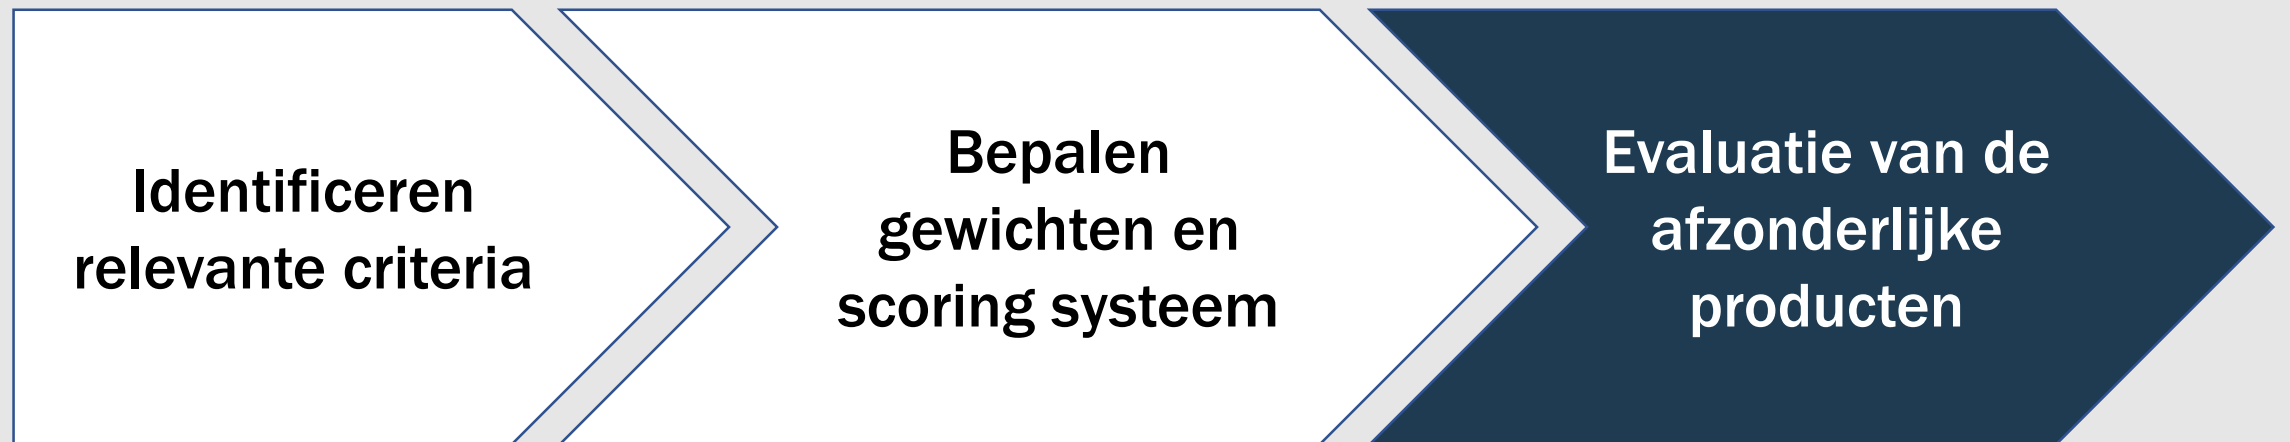 Identificeren
relevante criteria
Bepalen
gewichten en
scoring systeem
Evaluatie van de
afzonderlijke
producten